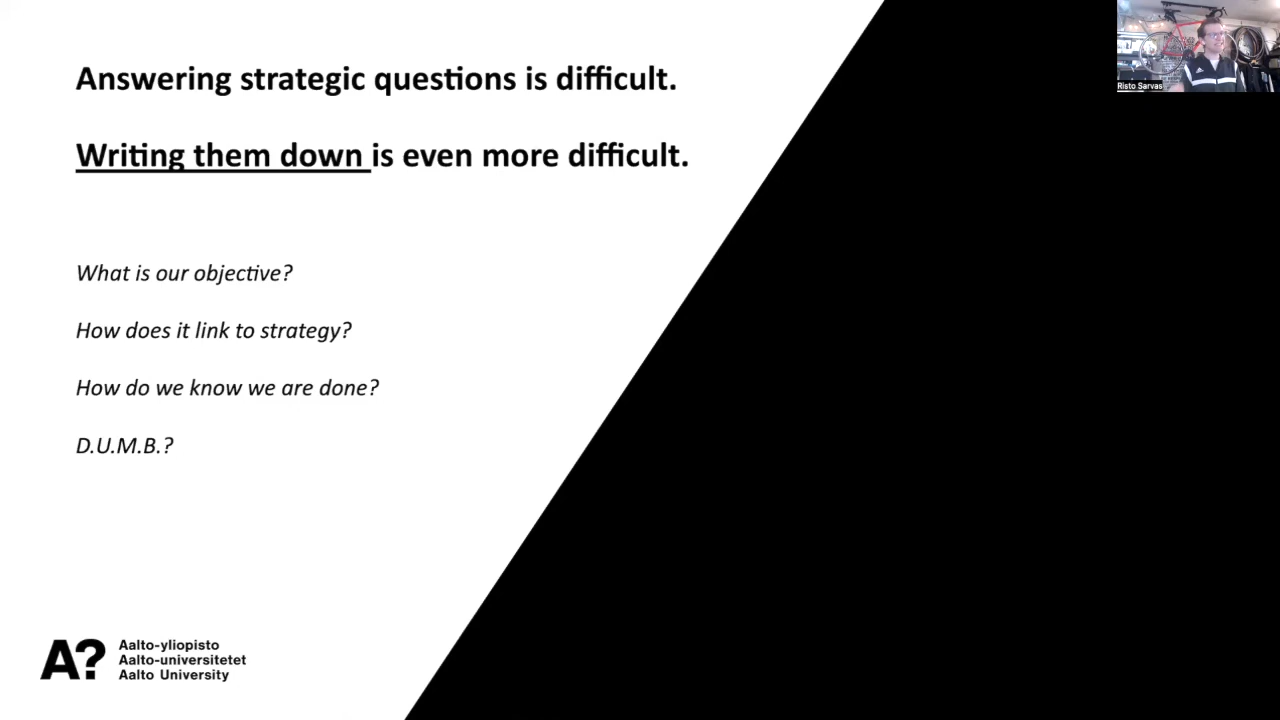 Answering strategic questions is difficult.
Writing them down is even more difficult.
What is our objective?
How does it link to strategy?
How do we know we are done?
D.U.M.B.?
A?
Aalto-yliopisto
Aalto-universitetet
Aalto University
Risto Sarvas